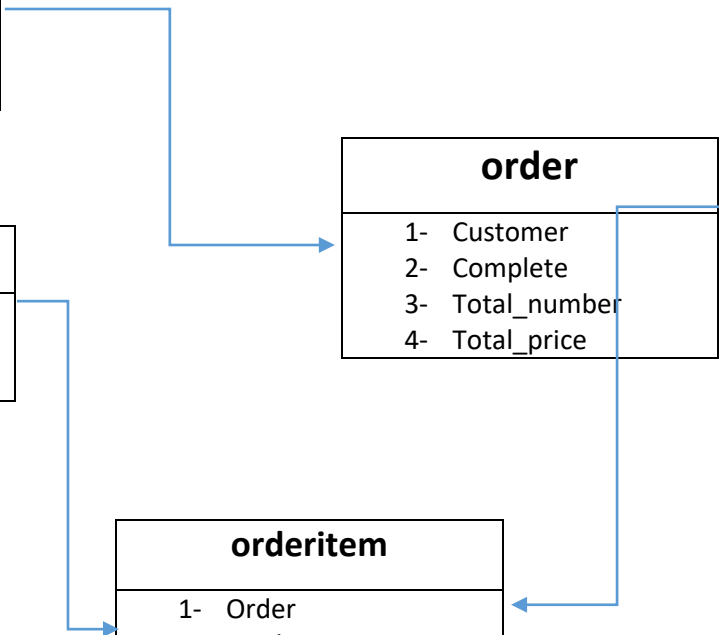 order
1- Customer
2- Complete
3- Total_number
4- Total_price
orderitem
1- Order